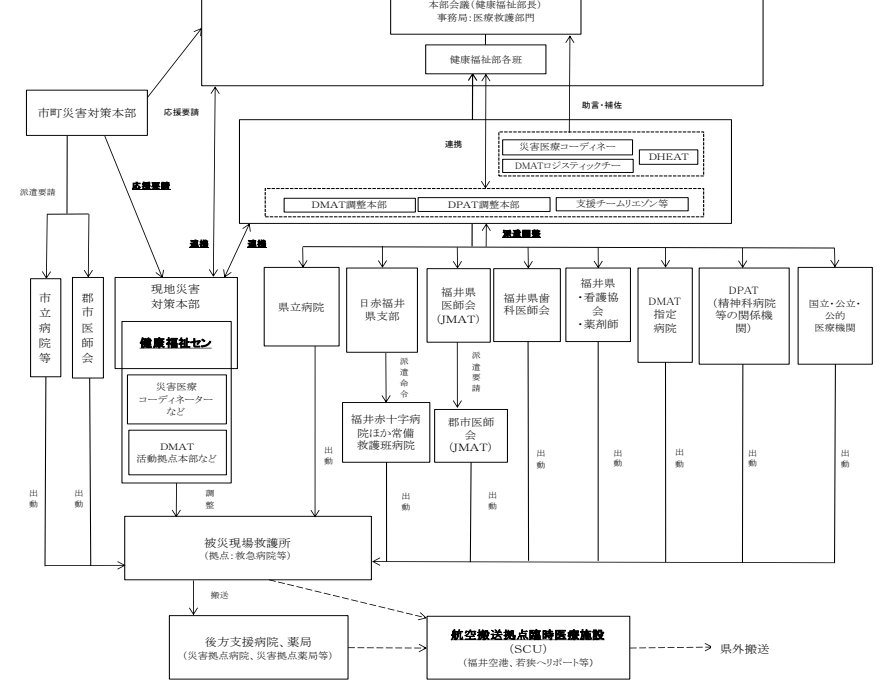 本部会議(健康福祉部長)
事務局:医療救護部門
健康福祉部各班
市町災害対策本部
応援要請
助言・補佐
連携
災害医療コーディネー
DMATロジスティックチー
DHEAT
派遣要請
応援要請
DMAT調整本部
DPAT調整本部
支援チームリエゾン等
連携
連携
派遣調整
市立病院等
郡市医師会
現地災害
対策本部
健康福祉セン
災害医療
コーディネーター
など
DMAT
活動拠点本部など
県立病院
日赤福井
県支部
福井県
医師会
(JMAT)
福井県歯
科医師会
福井県
・看護協
会
・薬剤師
DMAT
指定
病院
DPAT
(精神科病院
等の関係機
関)
国立・公立・
公的
医療機関
派遣命令
派遣要請
福井赤十字病
院ほか常備
救護班病院
郡市医師
会
(JMAT)
出動
出動
出動
出動
出動
出動
出動
出動
出動
出動
調整
被災現場救護所
(拠点:救急病院等)
搬送
後方支援病院、薬局
(災害拠点病院、災害拠点薬局等)
航空搬送拠点臨時医療施設
(SCU)
(福井空港、若狭ヘリポート等)
県外搬送